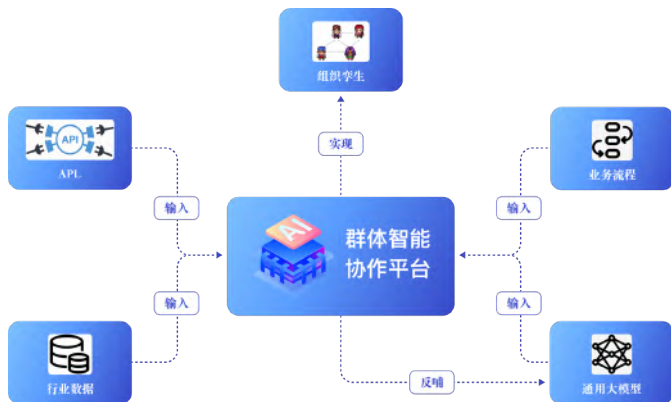 组织孪生
API
API.
业务流程
实现
输入
输入
AI
群体智能
协作平台
输入
输入
行业数据
反哺
通用大模型